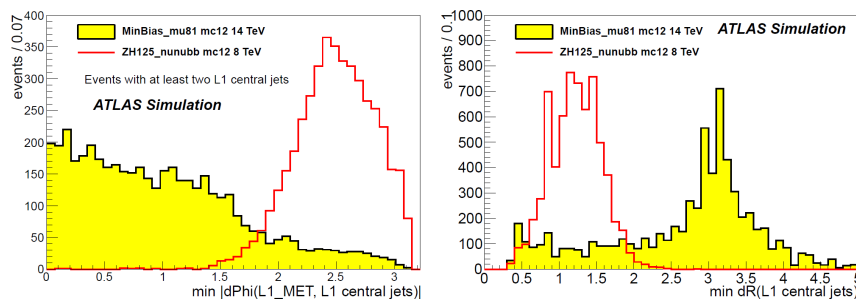 events / 0.07
400
350
300
250
200
150
100
50
0
MinBias_mu81 mc12 14 TeV
ZH125_nunubb mc12 8 TeV
Events with at least two L1 central jets
ATLAS Simulation
0 0.5 1 1.5 2 2.5 3
min |dPhi(L1_MET, L1 central jets)|
events / 0.1
1000
900
800
700
600
500
400
300
200
100
0
MinBias_mu81 mc12 14 TeV
ZH125_nunubb mc12 8 TeV
ATLAS Simulation
0 0.5 1 1.5 2 2.5 3 3.5 4 4.5 5
min dR(L1 central jets)